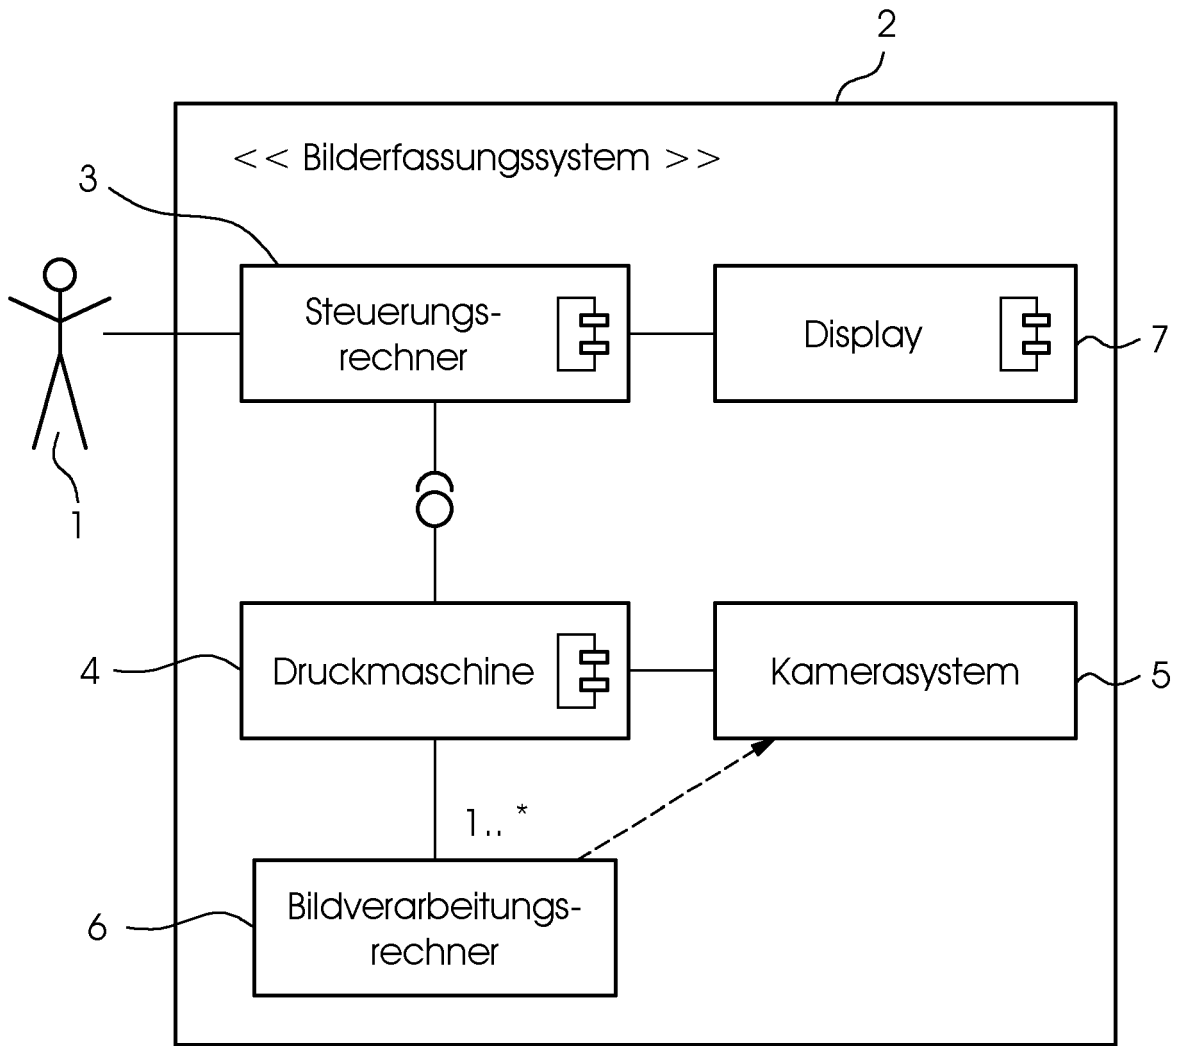 2
<< Bilderfassungssystem >>
3
Steuerungs-
rechner
Display
7
1
4
Druckmaschine
Kamerasystem
5
1.. *
6
Bildverarbeitungs-
rechner